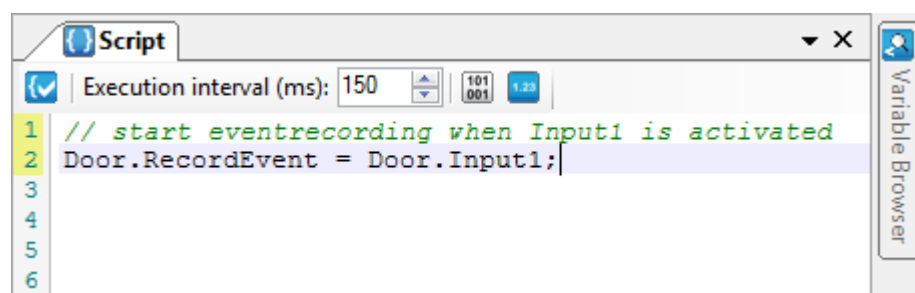 Script
Execution interval (ms): 150
101
001
1.23
1 // start eventrecording when Input1 is activated
2 Door.RecordEvent = Door.Input1;
3
4
5
6
Variable Browser